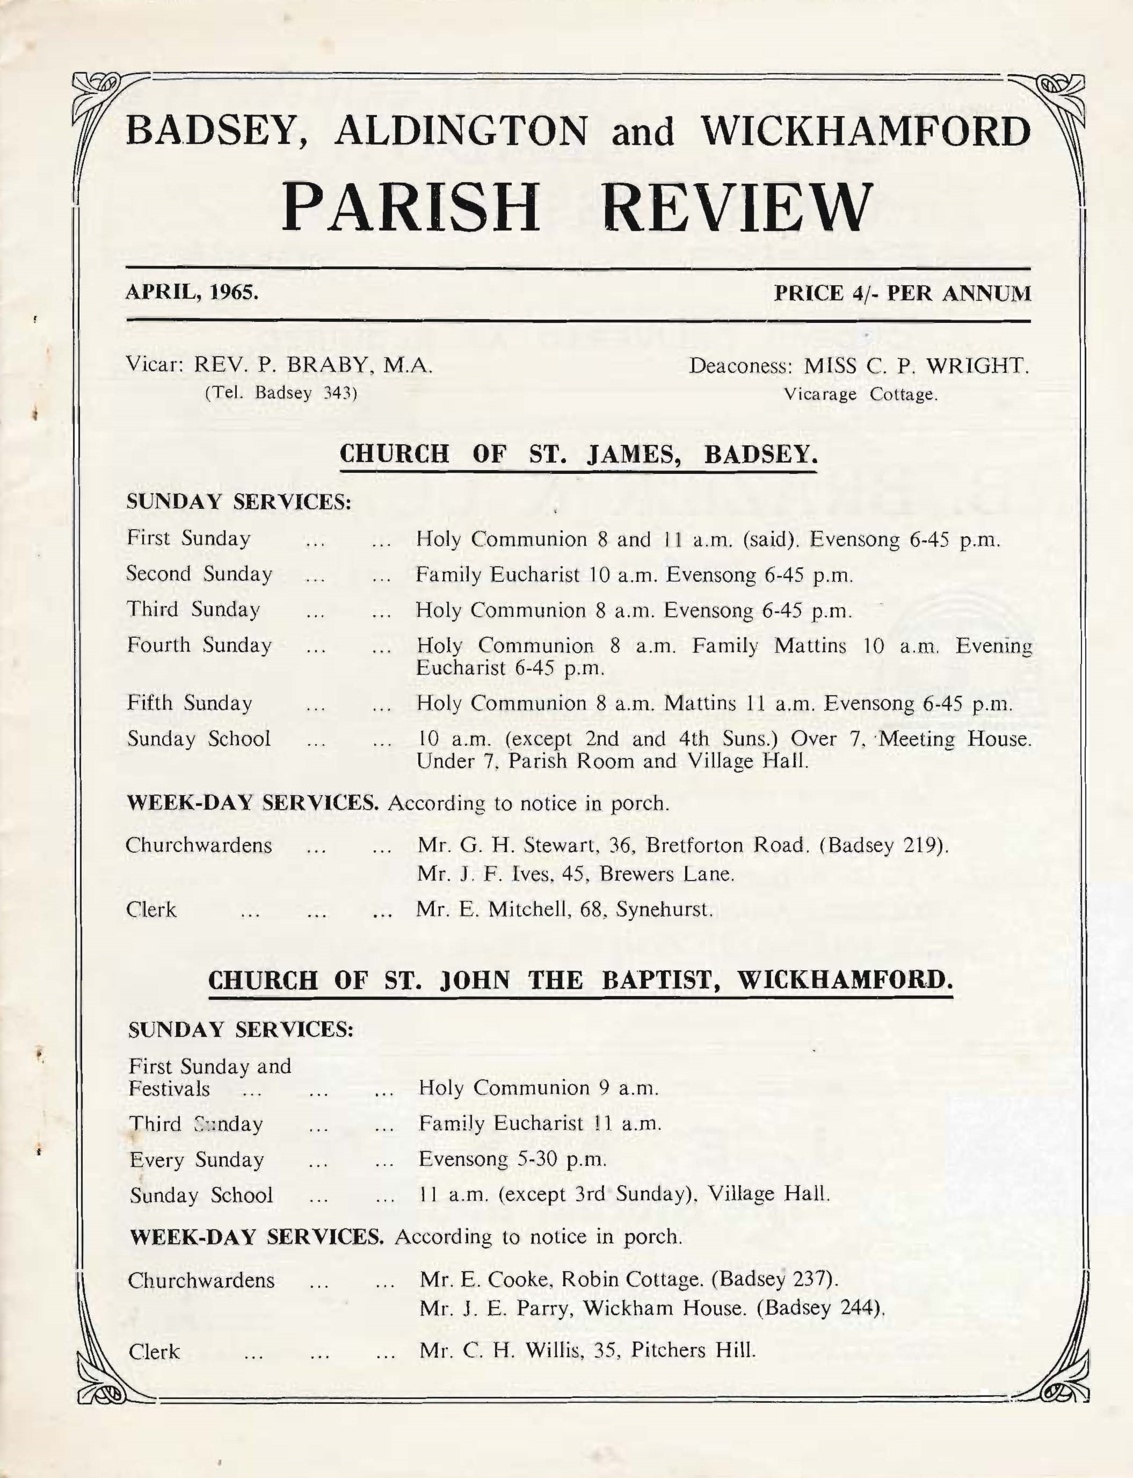 BADSEY, ALDINGTON and WICKHAMFORD
PARISH REVIEW
APRIL, 1965. PRICE 4/- PER ANNUM
Vicar: REV. P. BRABY, M.A. Deaconess: MISS C. P. WRIGHT.
(Tel. Badsey 343) Vicarage Cottage.
CHURCH OF ST. JAMES, BADSEY.
SUNDAY SERVICES:
First Sunday ... ... Holy Communion 8 and 11 a.m. (said). Evensong 6-45 p.m.
Second Sunday ... ... Family Eucharist 10 a.m. Evensong 6-45 p.m.
Third Sunday ... ... Holy Communion 8 a.m. Evensong 6-45 p.m.
Fourth Sunday ... ... Holy Communion 8 a.m. Family Mattins 10 a.m. Evening
Eucharist 6-45 p.m.
Fifth Sunday ... ... Holy Communion 8 a.m. Mattins 11 a.m. Evensong 6-45 p.m.
Sunday School ... ... 10 a.m. (except 2nd and 4th Suns.) Over 7, Meeting House.
Under 7, Parish Room and Village Hall.
WEEK-DAY SERVICES. According to notice in porch.
Churchwardens ... ... Mr. G. H. Stewart, 36, Bretforton Road. (Badsey 219).
Mr. J. F. Ives, 45, Brewers Lane.
Clerk ... ... ... Mr. E. Mitchell, 68, Synehurst.
CHURCH OF ST. JOHN THE BAPTIST, WICKHAMFORD.
SUNDAY SERVICES:
First Sunday and
Festivals ... ... ... Holy Communion 9 a.m.
Third Sunday ... ... Family Eucharist 11 a.m.
Every Sunday ... ... Evensong 5-30 p.m.
Sunday School ... ... 11 a.m. (except 3rd Sunday), Village Hall.
WEEK-DAY SERVICES. According to notice in porch.
Churchwardens ... ... Mr. E. Cooke, Robin Cottage. (Badsey 237).
Mr. J. E. Parry, Wickham House. (Badsey 244).
Clerk ... ... ... Mr. C. H. Willis, 35, Pitchers Hill.